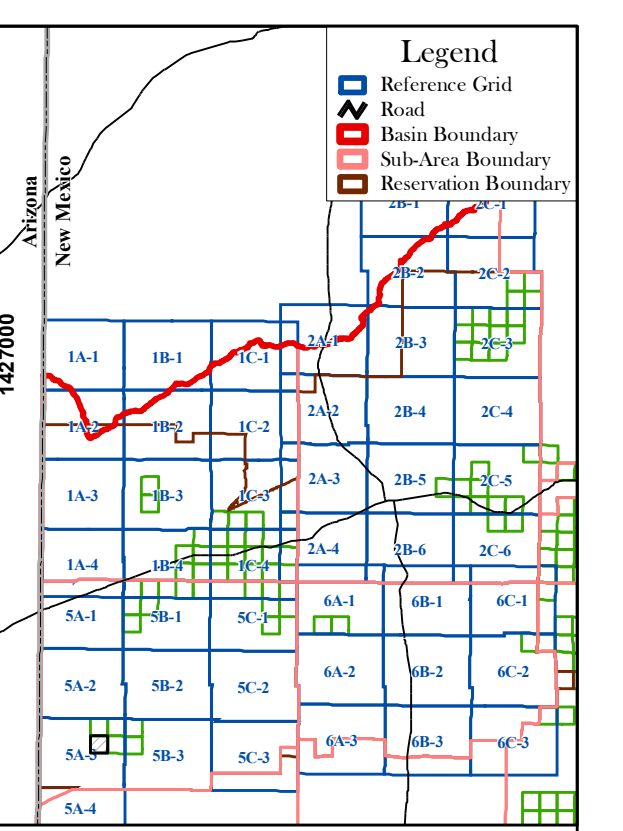 Legend
Reference Grid
Road
Basin Boundary
Sub-Area Boundary
Reservation Boundary
Arizona
New Mexico
1427000
2B-1 2C-1
2B-2 2C-2
2A-1 2B-3 2C-3
1A-1 1B-1 1C-1
2A-2 2B-4 2C-4
1A-2 1B-2 1C-2
2A-3 2B-5 2C-5
1A-3 1B-3 1C-3
2A-4 2B-6 2C-6
1A-4 1B-4 1C-4
6A-1 6B-1 6C-1
5A-1 5B-1 5C-1
6A-2 6B-2 6C-2
5A-2 5B-2 5C-2
6A-3 6B-3 6C-3
5A-3 5B-3 5C-3
5A-4